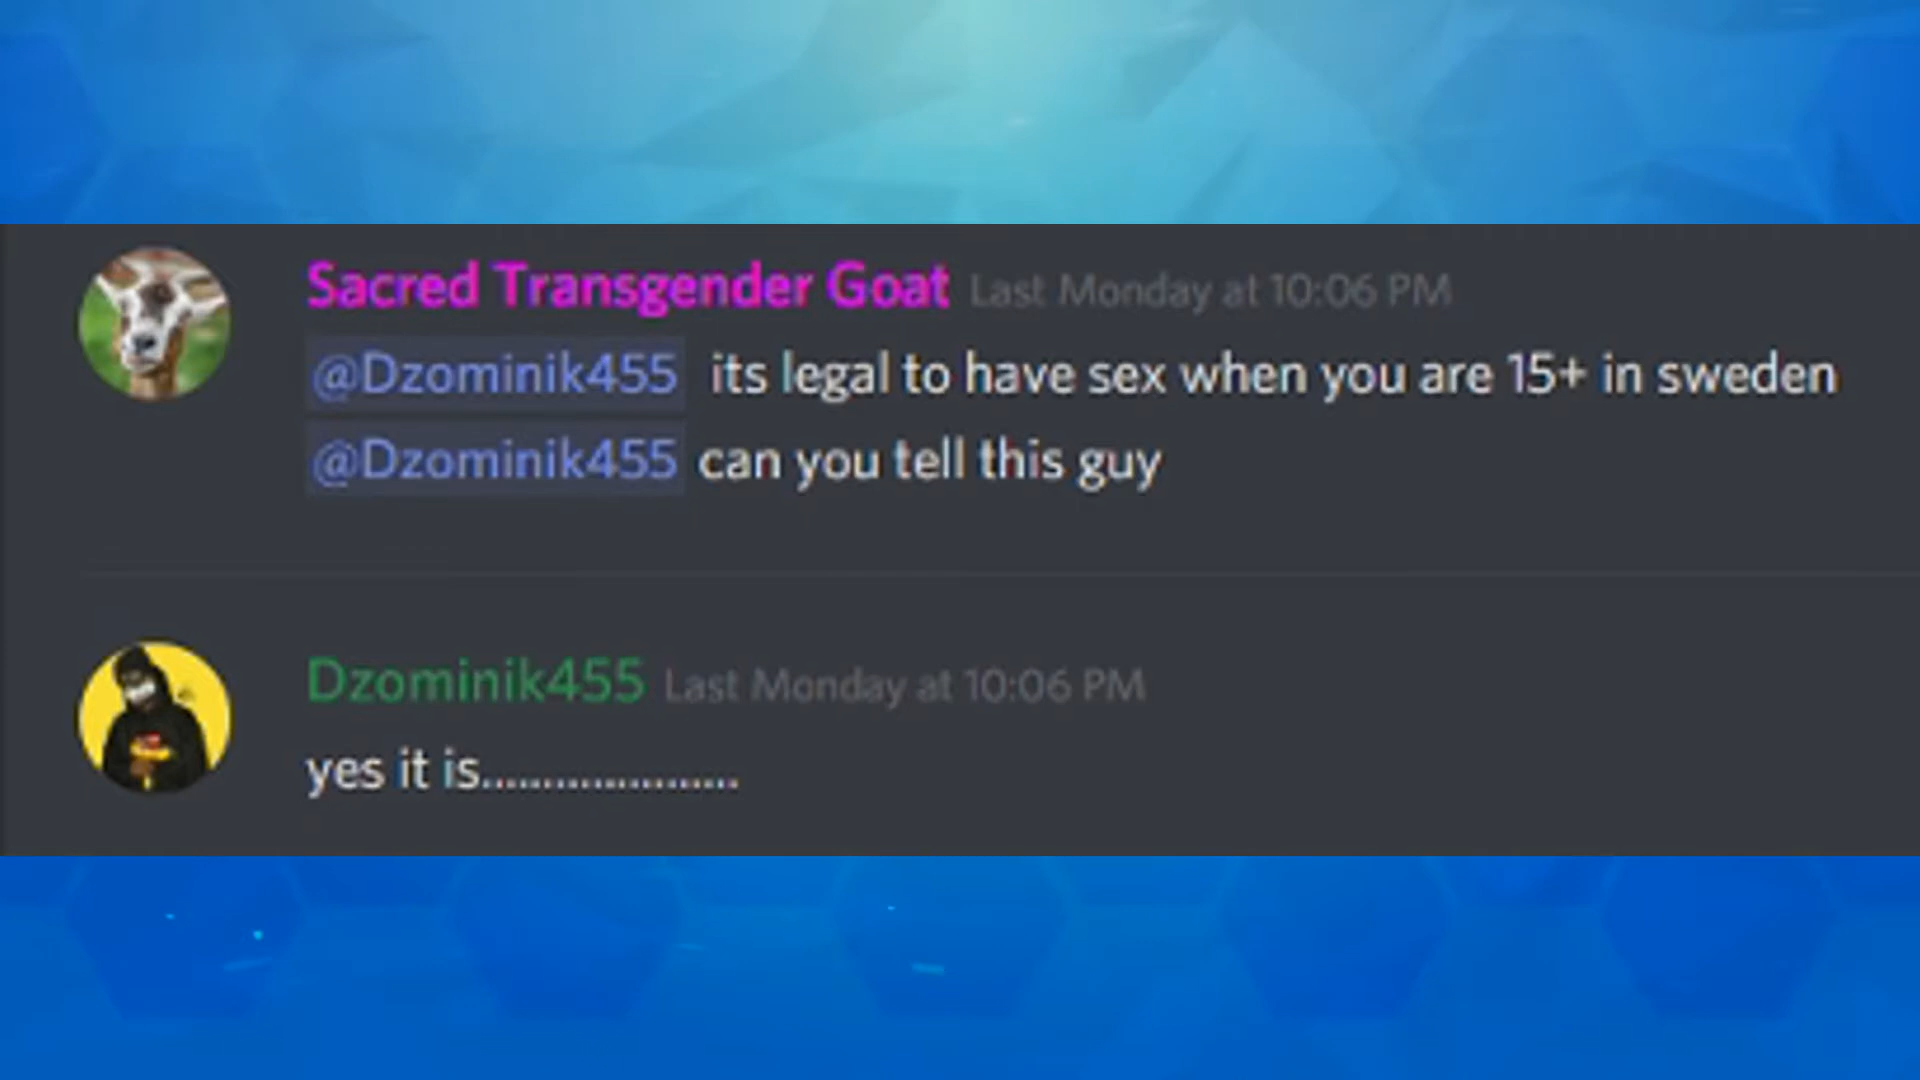 Sacred Transgender Goat Last Monday at 10:06 PM
@Dzominik455 its legal to have sex when you are 15+ in sweden
@Dzominik455 can you tell this guy
Dzominik455 Last Monday at 10:06 PM
yes it is.....................